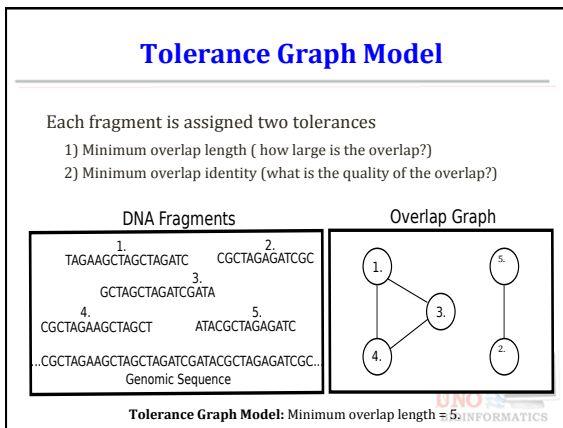 Tolerance Graph Model
Each fragment is assigned two tolerances
1) Minimum overlap length ( how large is the overlap?)
2) Minimum overlap identity (what is the quality of the overlap?)
DNA Fragments
1.
TAGAAGCTAGCTAGATC
2.
CGCTAGAGATCGC
3.
GCTAGCTAGATCGATA
4.
CGCTAGAAGCTAGCT
5.
ATACGCTAGAGATC
...CGCTAGAAGCTAGCTAGATCGATACGCTAGAGATCGC...
Genomic Sequence
Overlap Graph
1.
5.
3.
4.
2.
UNO
BIOINFORMATICS
Tolerance Graph Model: Minimum overlap length = 5.